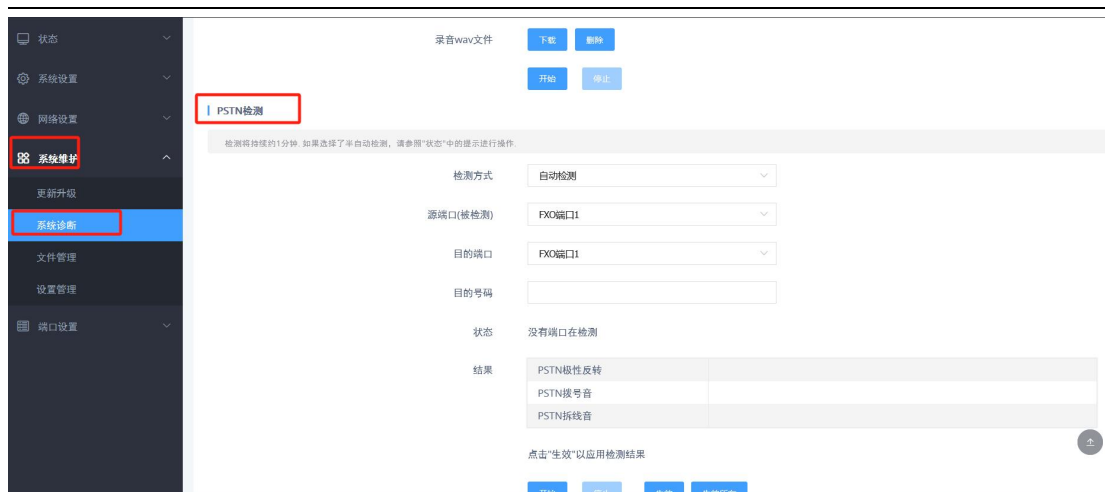 状态
系统设置
网络设置
系统维护
更新升级
系统诊断
文件管理
设置管理
端口设置
录音wav文件 下载 删除
开始 停止
PSTN检测
检测将持续约1分钟. 如果选择了半自动检测, 请参照"状态"中的提示进行操作.
检测方式 自动检测
源端口(被检测) FXO端口1
目的端口 FXO端口1
目的号码
状态 没有端口在检测
结果 PSTN极性反转
PSTN拨号音
PSTN拆线音
点击"生效"以应用检测结果